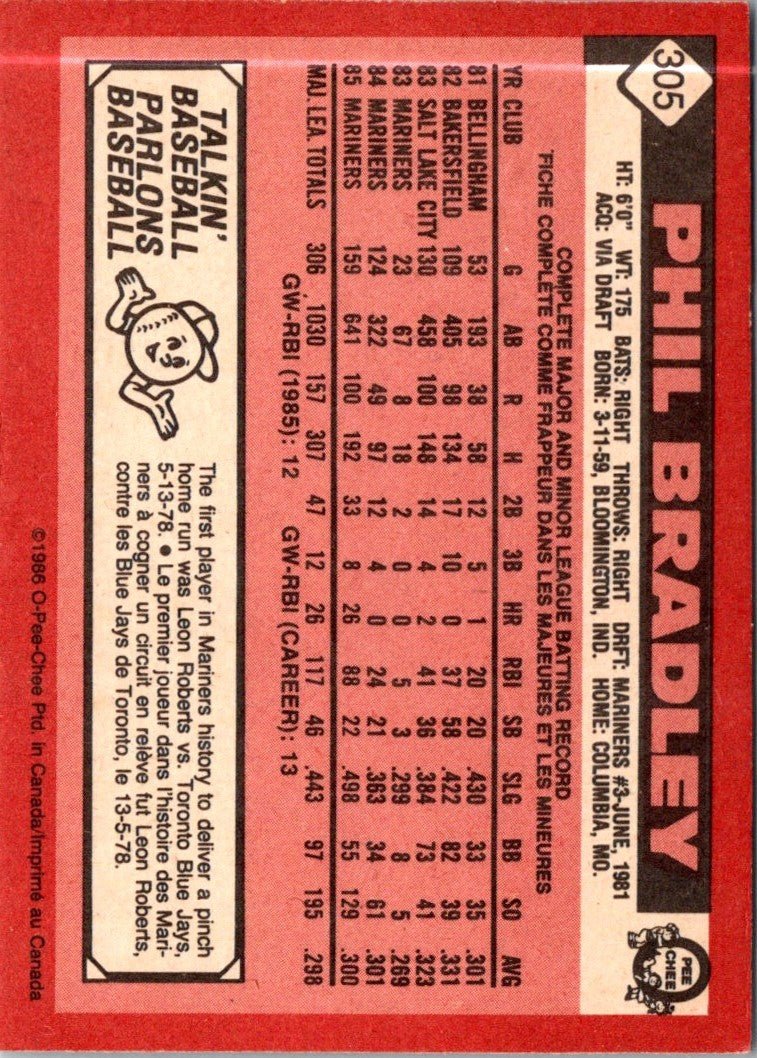 305
PHIL BRADLEY
O PEE CHEE
HT: 6'0" WT: 175 BATS: RIGHT THROWS: RIGHT DRFT: MARINERS #3-JUNE, 1981
ACQ: VIA DRAFT BORN: 3-11-59, BLOOMINGTON, IND. HOME: COLUMBIA, MO.
COMPLETE MAJOR AND MINOR LEAGUE BATTING RECORD
FICHE COMPLÈTE COMME FRAPPEUR DANS LES MAJEURES ET LES MINEURES
YR CLUB G AB R H 2B 3B HR RBI SB SLG BB SO AVG
81 BELLINGHAM 53 193 38 58 12 5 1 20 20 .430 33 35 .301
82 BAKERSFIELD 109 405 98 134 17 10 0 37 58 .422 82 39 .331
83 SALT LAKE CITY 130 458 100 148 14 4 2 41 36 .384 73 41 .323
83 MARINERS 23 67 8 18 2 0 0 5 3 .299 8 5 .269
84 MARINERS 124 322 49 97 12 4 0 24 21 .363 34 61 .301
85 MARINERS 159 641 100 192 33 8 26 88 22 .498 55 129 .300
MAJ. LEA. TOTALS 306 1030 157 307 47 12 26 117 46 .443 97 195 .298
GW-RBI (1985): 12 GW-RBI (CAREER): 13
TALKIN'
BASEBALL
PARLONS
BASEBALL
The first player in Mariners history to deliver a pinch
home run was Leon Roberts vs. Toronto Blue Jays,
5-13-78. ● Le premier joueur dans l'histoire des Mari-
ners à cogner un circuit en relève fut Leon Roberts,
contre les Blue Jays de Toronto, le 13-5-78.
©1986 O-Pee-Chee Ptd. in Canada/Imprimé au Canada